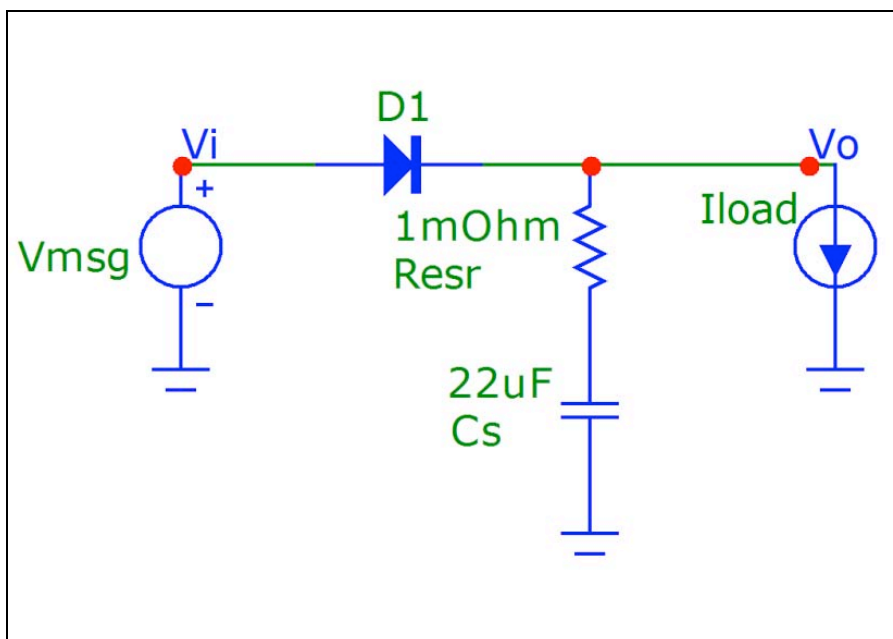 D1
Vi
Vo
+
Vmsg
−
1mOhm
Resr
Iload
22uF
Cs